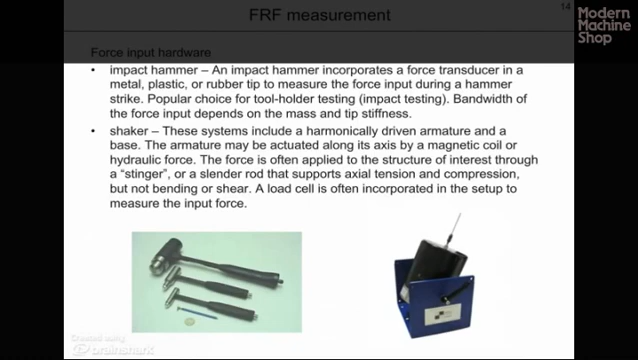 14
FRF measurement
Modern
Machine
Shop
Force input hardware
• impact hammer – An impact hammer incorporates a force transducer in a
metal, plastic, or rubber tip to measure the force input during a hammer
strike. Popular choice for tool-holder testing (impact testing). Bandwidth of
the force input depends on the mass and tip stiffness.
• shaker – These systems include a harmonically driven armature and a
base. The armature may be actuated along its axis by a magnetic coil or
hydraulic force. The force is often applied to the structure of interest through
a “stinger”, or a slender rod that supports axial tension and compression,
but not bending or shear. A load cell is often incorporated in the setup to
measure the input force.
Created using
brainshark